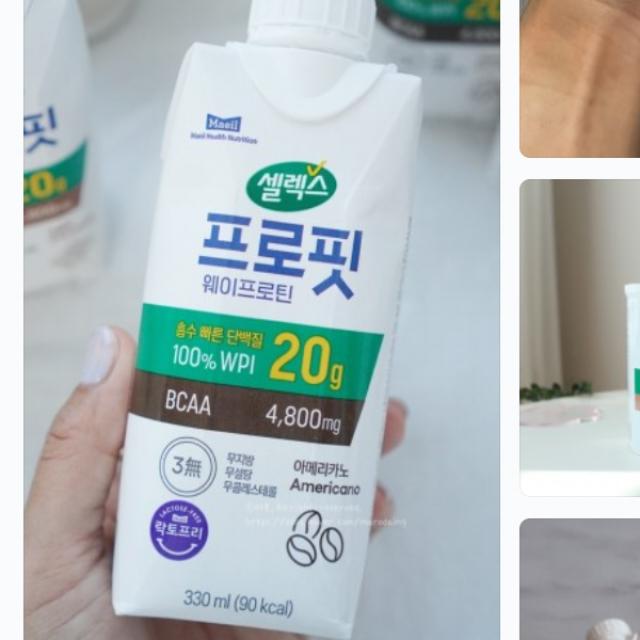 Maeil
Maeil Health Nutrition
셀렉스
프로핏
웨이프로틴
흡수 빠른 단백질
100% WPI
20g
BCAA
4,800mg
3無
무지방
무설탕
무콜레스테롤
아메리카노
Americano
LACTOSE-FREE
락토프리
330 ml (90 kcal)
핏
20g